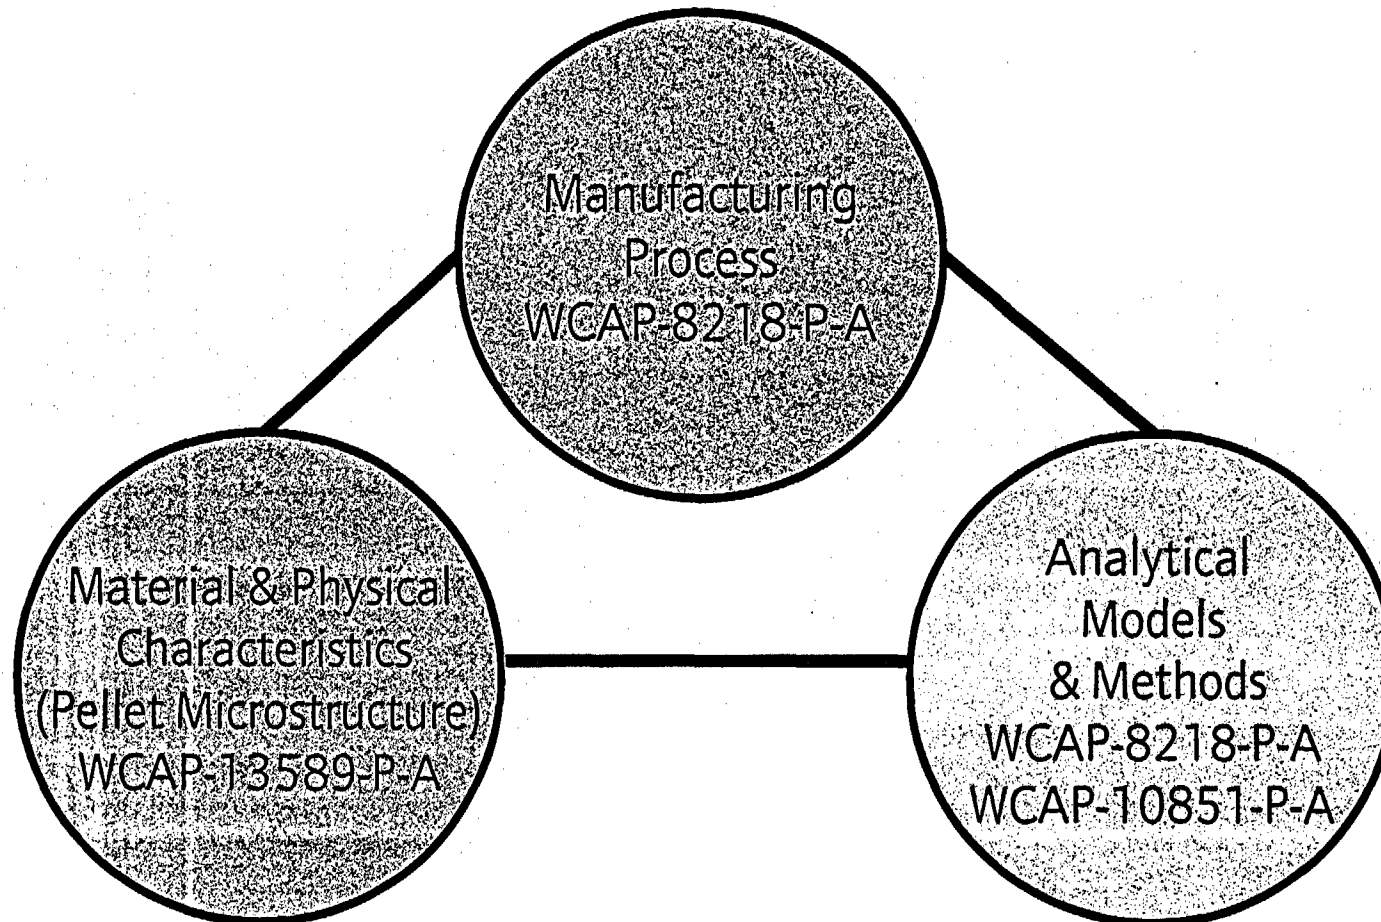 Manufacturing
Process
WCAP-8218-P-A
Material & Physical
Characteristics
(Pellet Microstructure)
WCAP-13589-P-A
Analytical
Models
& Methods
WCAP-8218-P-A
WCAP-10851-P-A